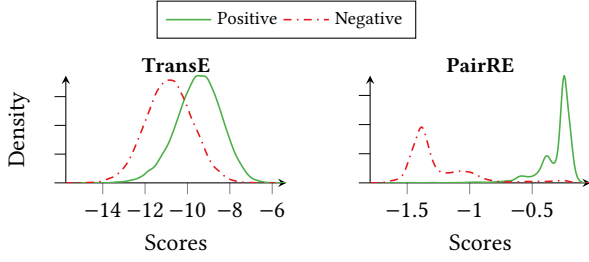 Positive Negative
TransE PairRE
Density
−14 −12 −10 −8 −6 −1.5 −1 −0.5
Scores Scores